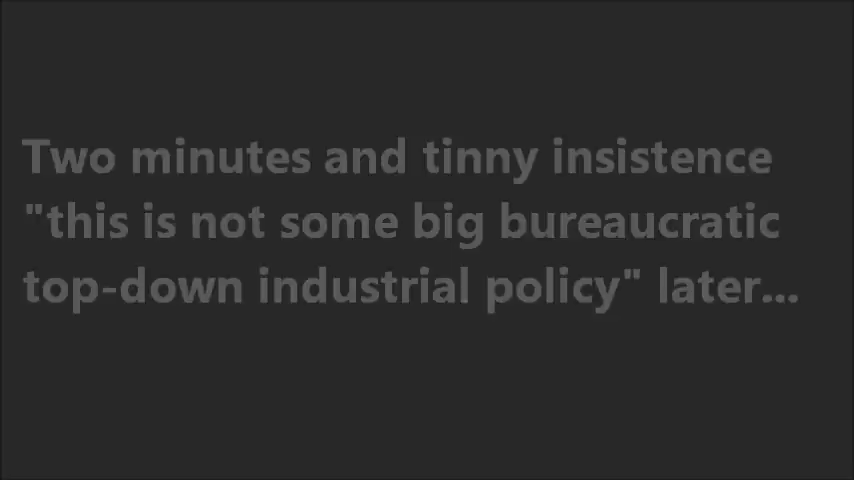 Two minutes and tinny insistence
"this is not some big bureaucratic
top-down industrial policy" later...